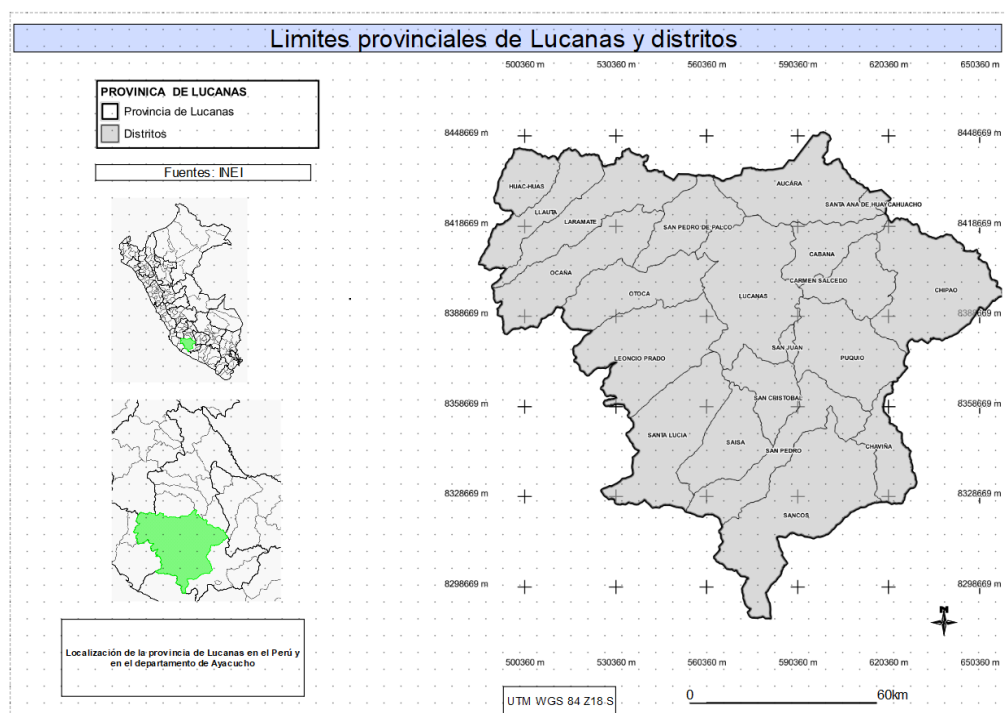 Limites provinciales de Lucanas y distritos
PROVINICA DE LUCANAS
Provincia de Lucanas
Distritos
Fuentes: INEI
500360 m 530360 m 560360 m 590360 m 620360 m 650360 m
8448669 m 8448669 m
AUCÁRA
HUAC-HUAS
SANTA ANA DE HUAYCAHUACHO
LLAUTA
LARAMATE
8418669 m 8418669 m
SAN PEDRO DE PALCO
CABANA
OCAÑA
CARMEN SALCEDO
OTOCA
LUCANAS
CHIPAO
8388669 m 8388669 m
SAN JUAN
LEONCIO PRADO
PUQUIO
SAN CRISTOBAL
8358669 m 8358669 m
SANTA LUCIA
SAISA
CHAVIÑA
SAN PEDRO
8328669 m 8328669 m
SANCOS
8298669 m 8298669 m
N
Localización de la provincia de Lucanas en el Perú y
en el departamento de Ayacucho
500360 m 530360 m 560360 m 590360 m 620360 m 650360 m
UTM WGS 84 Z18 S
0 60km